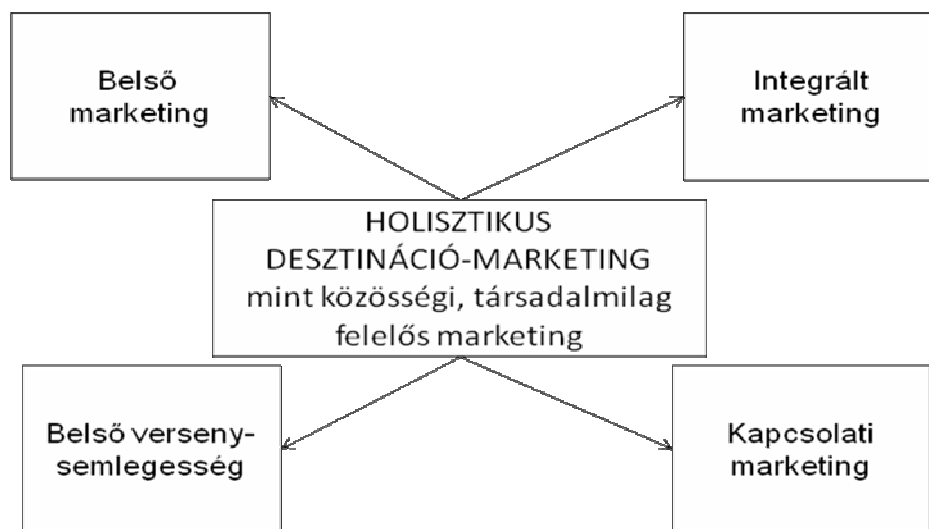 Belső
marketing
Integrált
marketing
HOLISZTIKUS
DESZTINÁCIÓ-MARKETING
mint közösségi, társadalmilag
felelős marketing
Belső verseny-
semlegesség
Kapcsolati
marketing